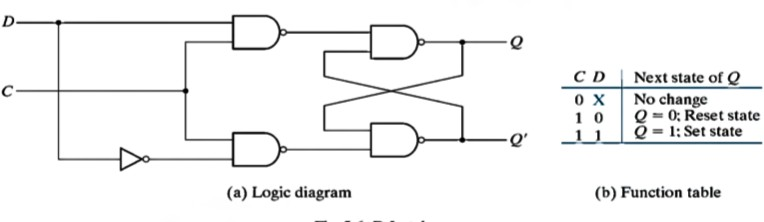 D
C
Q
Q'
(a) Logic diagram
C D Next state of Q
0 X No change
1 0 Q = 0; Reset state
1 1 Q = 1; Set state
(b) Function table